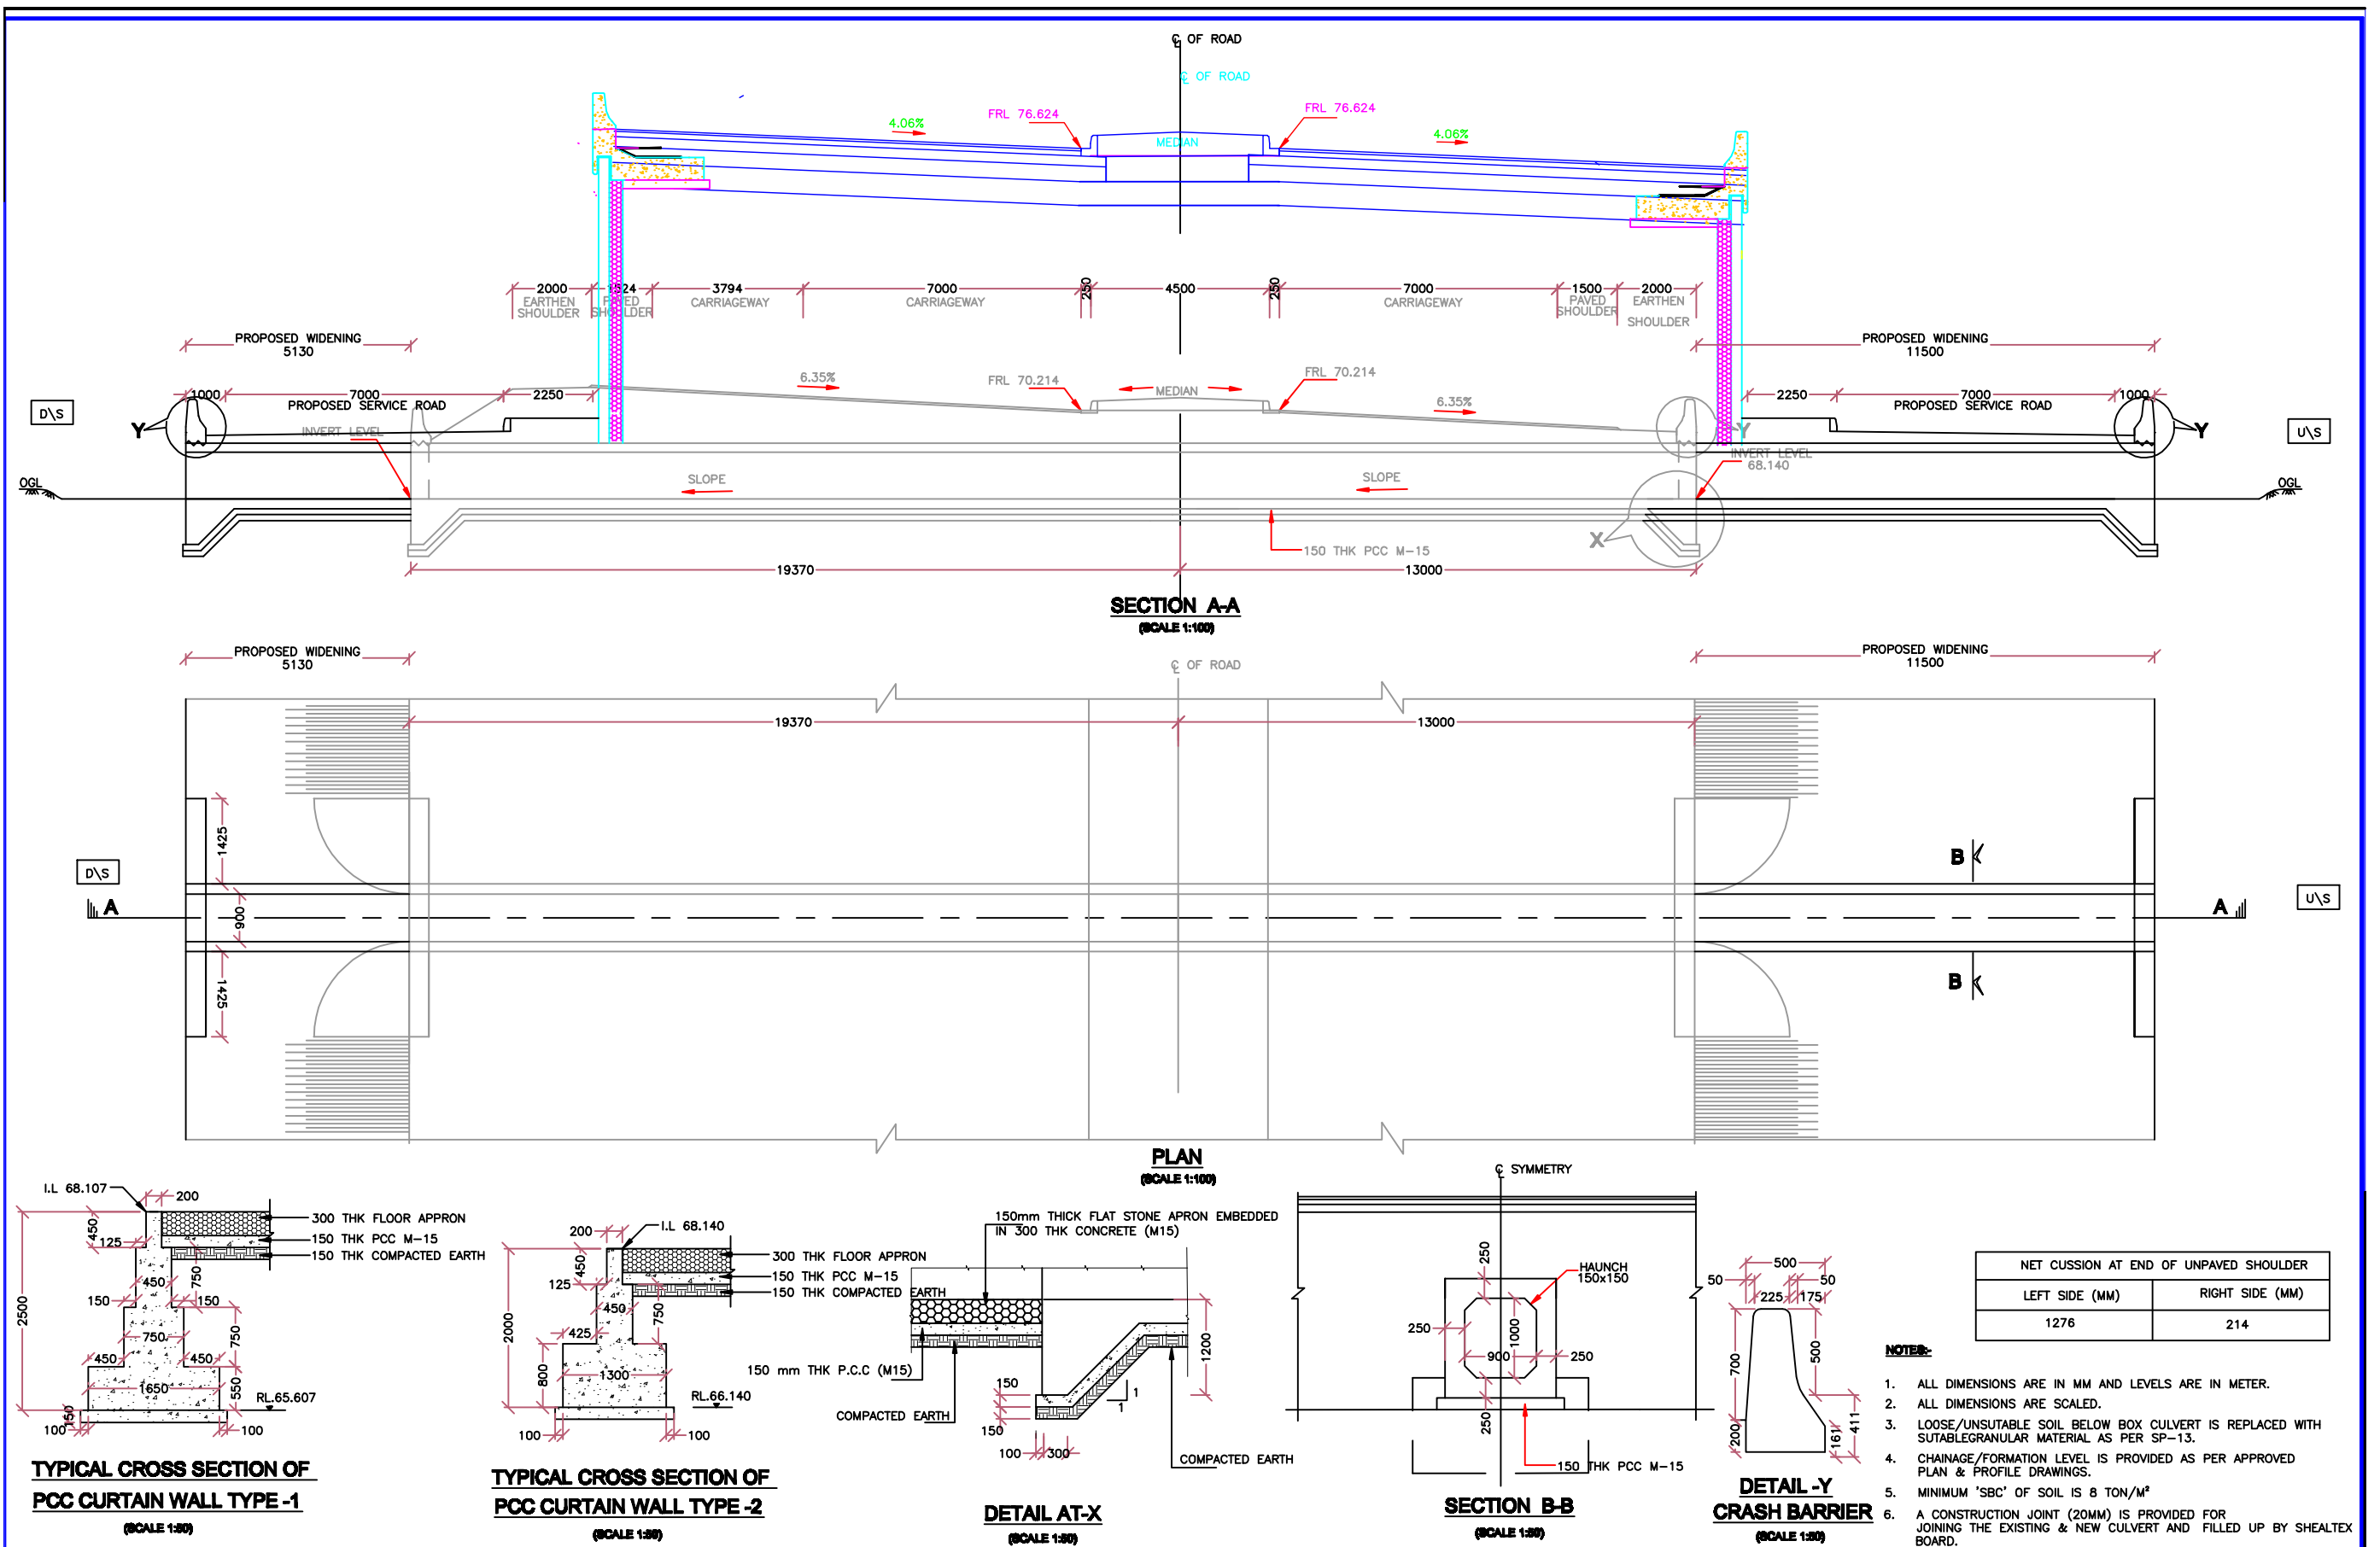 ℄ OF ROAD
℄ OF ROAD
FRL 76.624
FRL 76.624
4.06%
4.06%
MEDIAN
2000
EARTHEN
SHOULDER
3794
CARRIAGEWAY
7000
CARRIAGEWAY
250
4500
250
7000
CARRIAGEWAY
1500
PAVED
SHOULDER
2000
EARTHEN
SHOULDER
PROPOSED WIDENING
5130
PROPOSED WIDENING
11500
1000
7000
2250
PROPOSED SERVICE ROAD
6.35%
FRL 70.214
MEDIAN
FRL 70.214
6.35%
2250
7000
1000
PROPOSED SERVICE ROAD
D\S
Y
INVERT LEVEL
Y
INVERT LEVEL
68.140
Y
U\S
OGL
SLOPE
SLOPE
OGL
X
150 THK PCC M-15
19370
13000
SECTION A-A
(SCALE 1:100)
PROPOSED WIDENING
5130
℄ OF ROAD
PROPOSED WIDENING
11500
19370
13000
1425
900
1425
D\S
A
B
B
A
U\S
PLAN
(SCALE 1:100)
I.L 68.107
200
450
125
300 THK FLOOR APPRON
150 THK PCC M-15
150 THK COMPACTED EARTH
2500
450
750
150
150
750
750
450
450
1650
550
RL.65.607
150
100
100
TYPICAL CROSS SECTION OF
PCC CURTAIN WALL TYPE -1
(SCALE 1:50)
200
I.L 68.140
450
125
300 THK FLOOR APPRON
150 THK PCC M-15
150 THK COMPACTED EARTH
2000
450
750
425
800
1300
RL.66.140
100
100
TYPICAL CROSS SECTION OF
PCC CURTAIN WALL TYPE -2
(SCALE 1:50)
150mm THICK FLAT STONE APRON EMBEDDED
IN 300 THK CONCRETE (M15)
1200
150 mm THK P.C.C (M15)
150
COMPACTED EARTH
150
1
1
100
300
COMPACTED EARTH
DETAIL AT-X
(SCALE 1:50)
℄ SYMMETRY
250
HAUNCH
150x150
250
1000
900
250
250
150 THK PCC M-15
SECTION B-B
(SCALE 1:50)
500
50
50
225
175
700
500
200
161
411
DETAIL -Y
CRASH BARRIER
(SCALE 1:50)
NET CUSSION AT END OF UNPAVED SHOULDER
LEFT SIDE (MM)
RIGHT SIDE (MM)
1276
214
NOTES:-
1. ALL DIMENSIONS ARE IN MM AND LEVELS ARE IN METER.
2. ALL DIMENSIONS ARE SCALED.
3. LOOSE/UNSUTABLE SOIL BELOW BOX CULVERT IS REPLACED WITH
SUTABLEGRANULAR MATERIAL AS PER SP-13.
4. CHAINAGE/FORMATION LEVEL IS PROVIDED AS PER APPROVED
PLAN & PROFILE DRAWINGS.
5. MINIMUM 'SBC' OF SOIL IS 8 TON/M²
6. A CONSTRUCTION JOINT (20MM) IS PROVIDED FOR
JOINING THE EXISTING & NEW CULVERT AND FILLED UP BY SHEALTEX
BOARD.